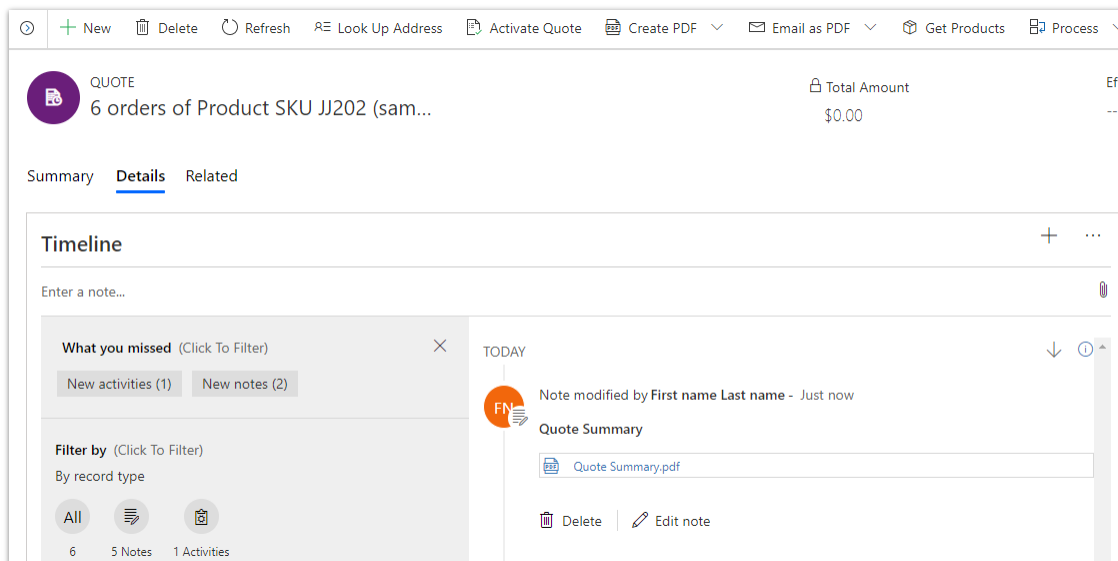 New Delete Refresh Look Up Address Activate Quote Create PDF Email as PDF Get Products Process
QUOTE
6 orders of Product SKU JJ202 (sam...
Total Amount
$0.00
Ef
--
Summary Details Related
Timeline
Enter a note...
What you missed (Click To Filter)
New activities (1) New notes (2)
Filter by (Click To Filter)
By record type
All
6 5 Notes 1 Activities
TODAY
FN
Note modified by First name Last name - Just now
Quote Summary
PDF Quote Summary.pdf
Delete Edit note